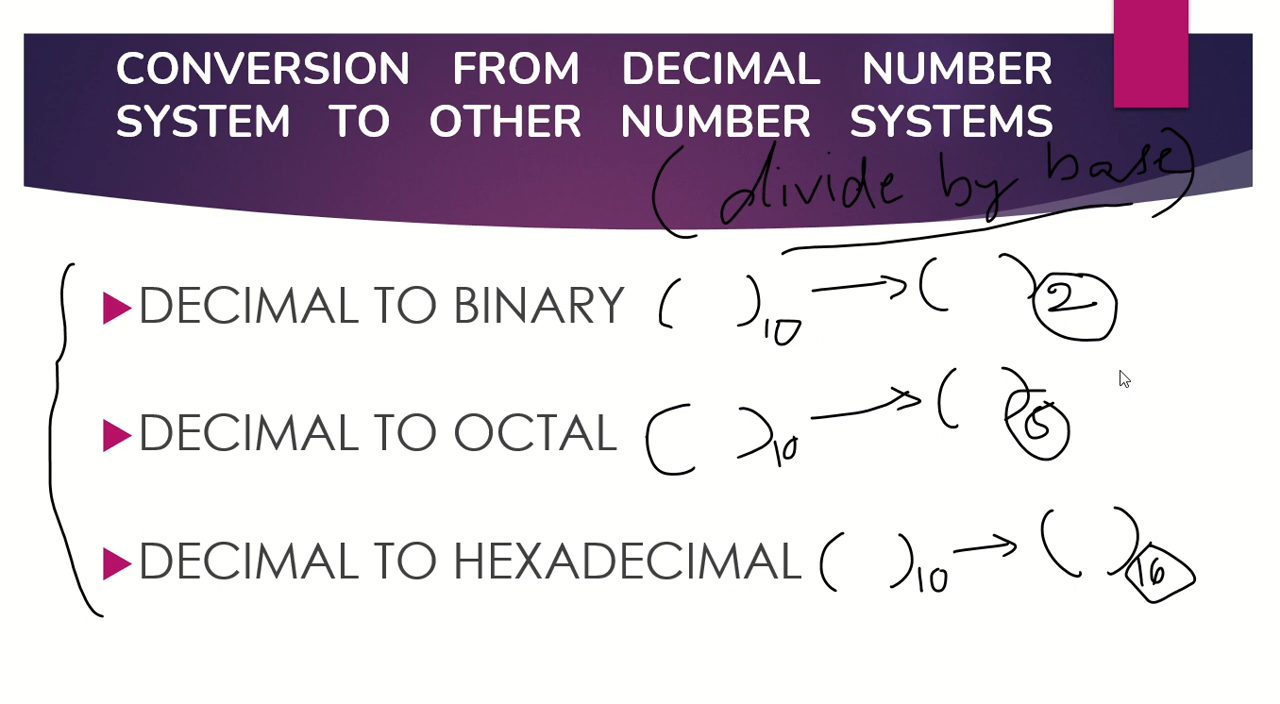 CONVERSION FROM DECIMAL NUMBER
SYSTEM TO OTHER NUMBER SYSTEMS
(divide by base)
DECIMAL TO BINARY ( )10 → ( )2
DECIMAL TO OCTAL ( )10 → ( )
DECIMAL TO HEXADECIMAL ( )10 → ( )16